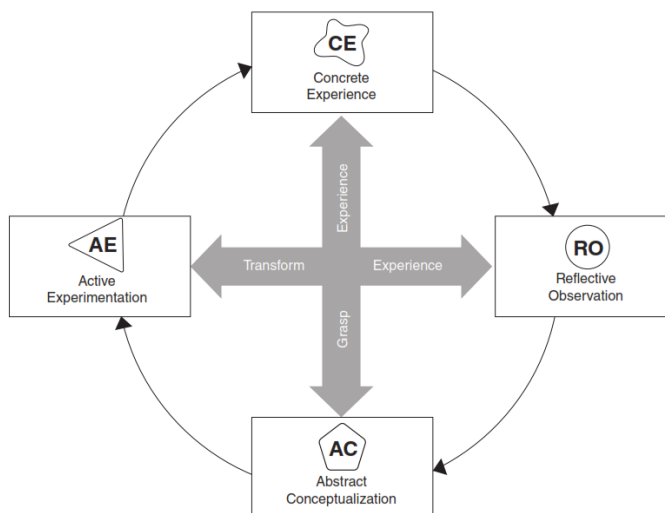 CE
Concrete
Experience
AE
Active
Experimentation
Transform
Experience
Grasp
Experience
RO
Reflective
Observation
AC
Abstract
Conceptualization